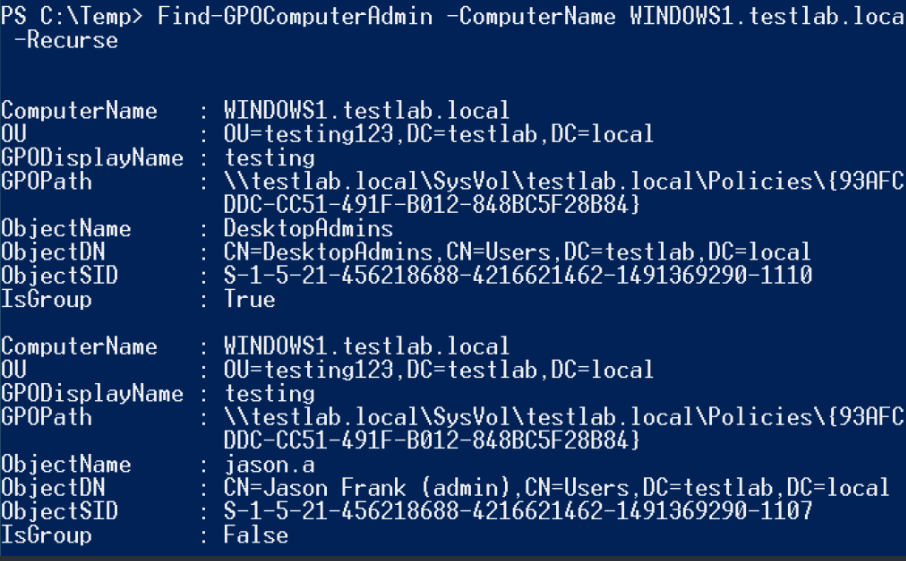 PS C:\Temp> Find-GPOComputerAdmin -ComputerName WINDOWS1.testlab.loca
-Recurse
ComputerName : WINDOWS1.testlab.local
OU : OU=testing123,DC=testlab,DC=local
GPODisplayName : testing
GPOPath : \\testlab.local\SysVol\testlab.local\Policies\{93AFC
DDC-CC51-491F-B012-848BC5F28B84}
ObjectName : DesktopAdmins
ObjectDN : CN=DesktopAdmins,CN=Users,DC=testlab,DC=local
ObjectSID : S-1-5-21-456218688-4216621462-1491369290-1110
IsGroup : True
ComputerName : WINDOWS1.testlab.local
OU : OU=testing123,DC=testlab,DC=local
GPODisplayName : testing
GPOPath : \\testlab.local\SysVol\testlab.local\Policies\{93AFC
DDC-CC51-491F-B012-848BC5F28B84}
ObjectName : jason.a
ObjectDN : CN=Jason Frank (admin),CN=Users,DC=testlab,DC=local
ObjectSID : S-1-5-21-456218688-4216621462-1491369290-1107
IsGroup : False